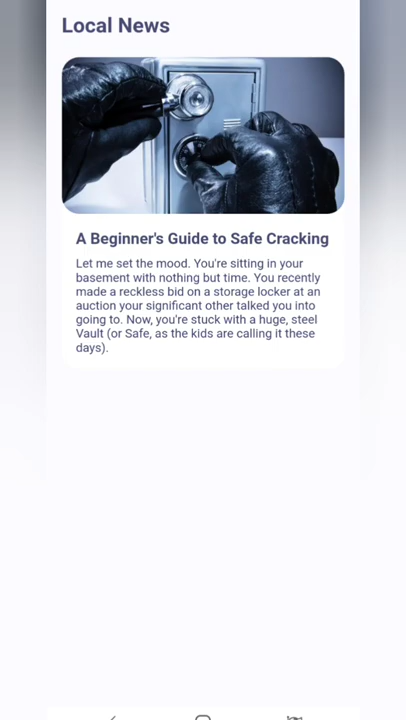 Local News
A Beginner's Guide to Safe Cracking
Let me set the mood. You're sitting in your
basement with nothing but time. You recently
made a reckless bid on a storage locker at an
auction your significant other talked you into
going to. Now, you're stuck with a huge, steel
Vault (or Safe, as the kids are calling it these
days).